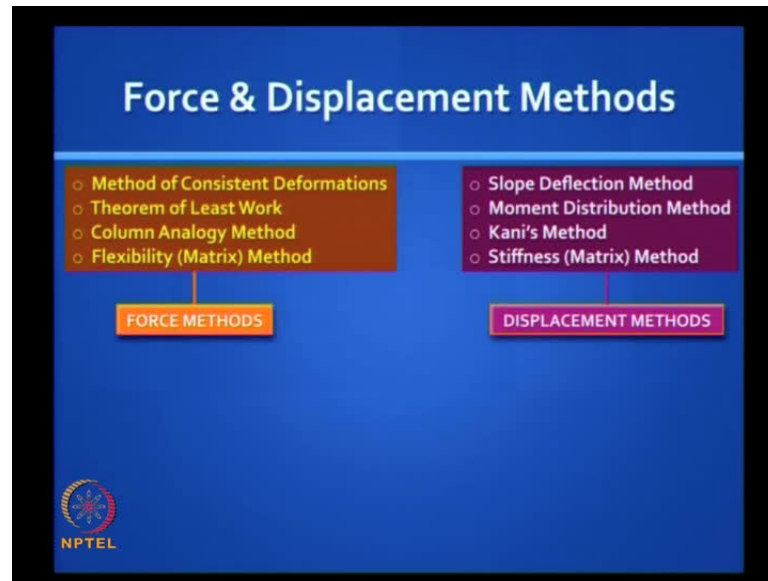 Force & Displacement Methods
Method of Consistent Deformations
Theorem of Least Work
Column Analogy Method
Flexibility (Matrix) Method
FORCE METHODS
Slope Deflection Method
Moment Distribution Method
Kani's Method
Stiffness (Matrix) Method
DISPLACEMENT METHODS
NPTEL